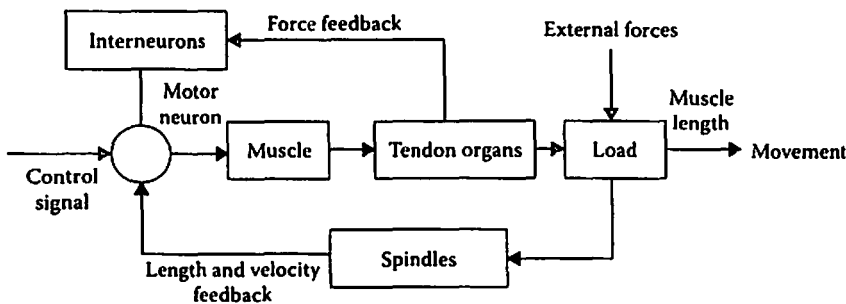 Force feedback
External forces
Interneurons
Motor
neuron
Muscle
length
Muscle
Tendon organs
Load
Movement
Control
signal
Spindles
Length and velocity
feedback